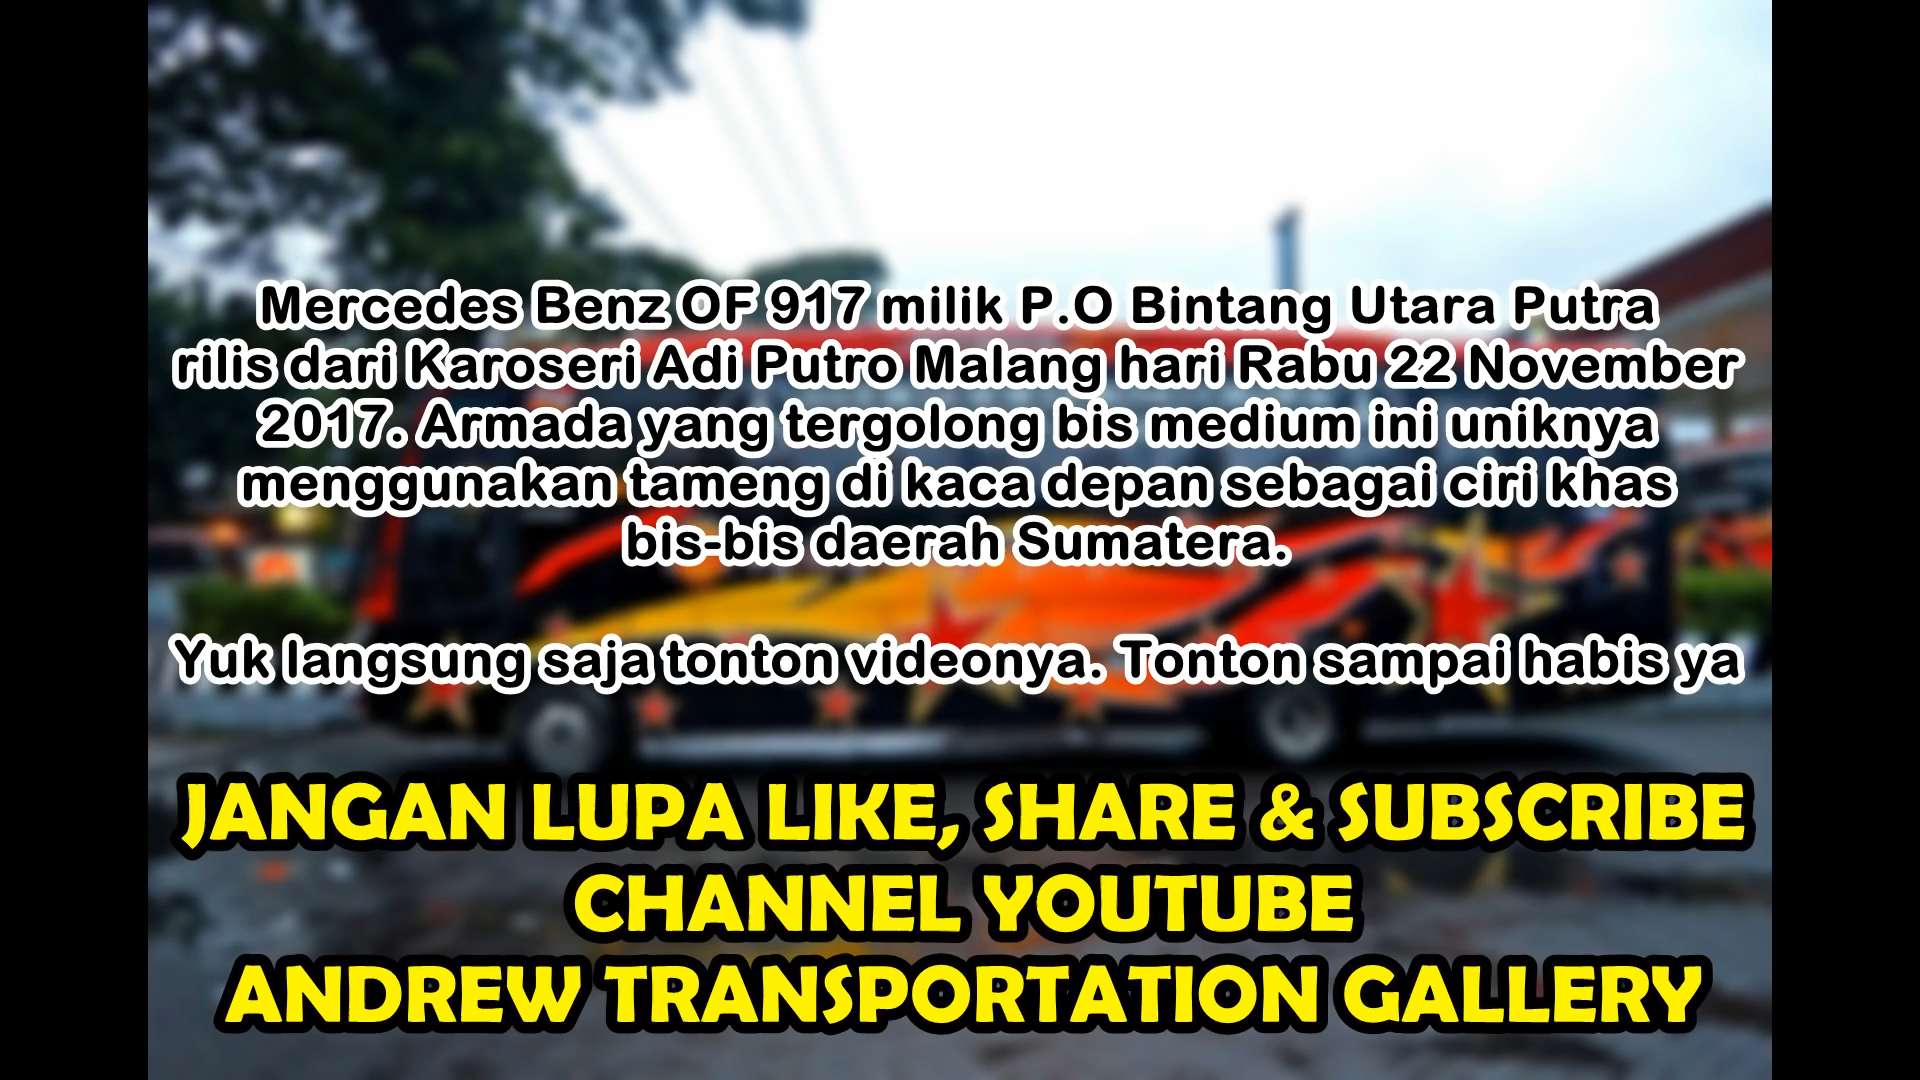 Mercedes Benz OF 917 milik P.O Bintang Utara Putra
rilis dari Karoseri Adi Putro Malang hari Rabu 22 November
2017. Armada yang tergolong bis medium ini uniknya
menggunakan tameng di kaca depan sebagai ciri khas
bis-bis daerah Sumatera.
Yuk langsung saja tonton videonya. Tonton sampai habis ya
JANGAN LUPA LIKE, SHARE & SUBSCRIBE
CHANNEL YOUTUBE
ANDREW TRANSPORTATION GALLERY